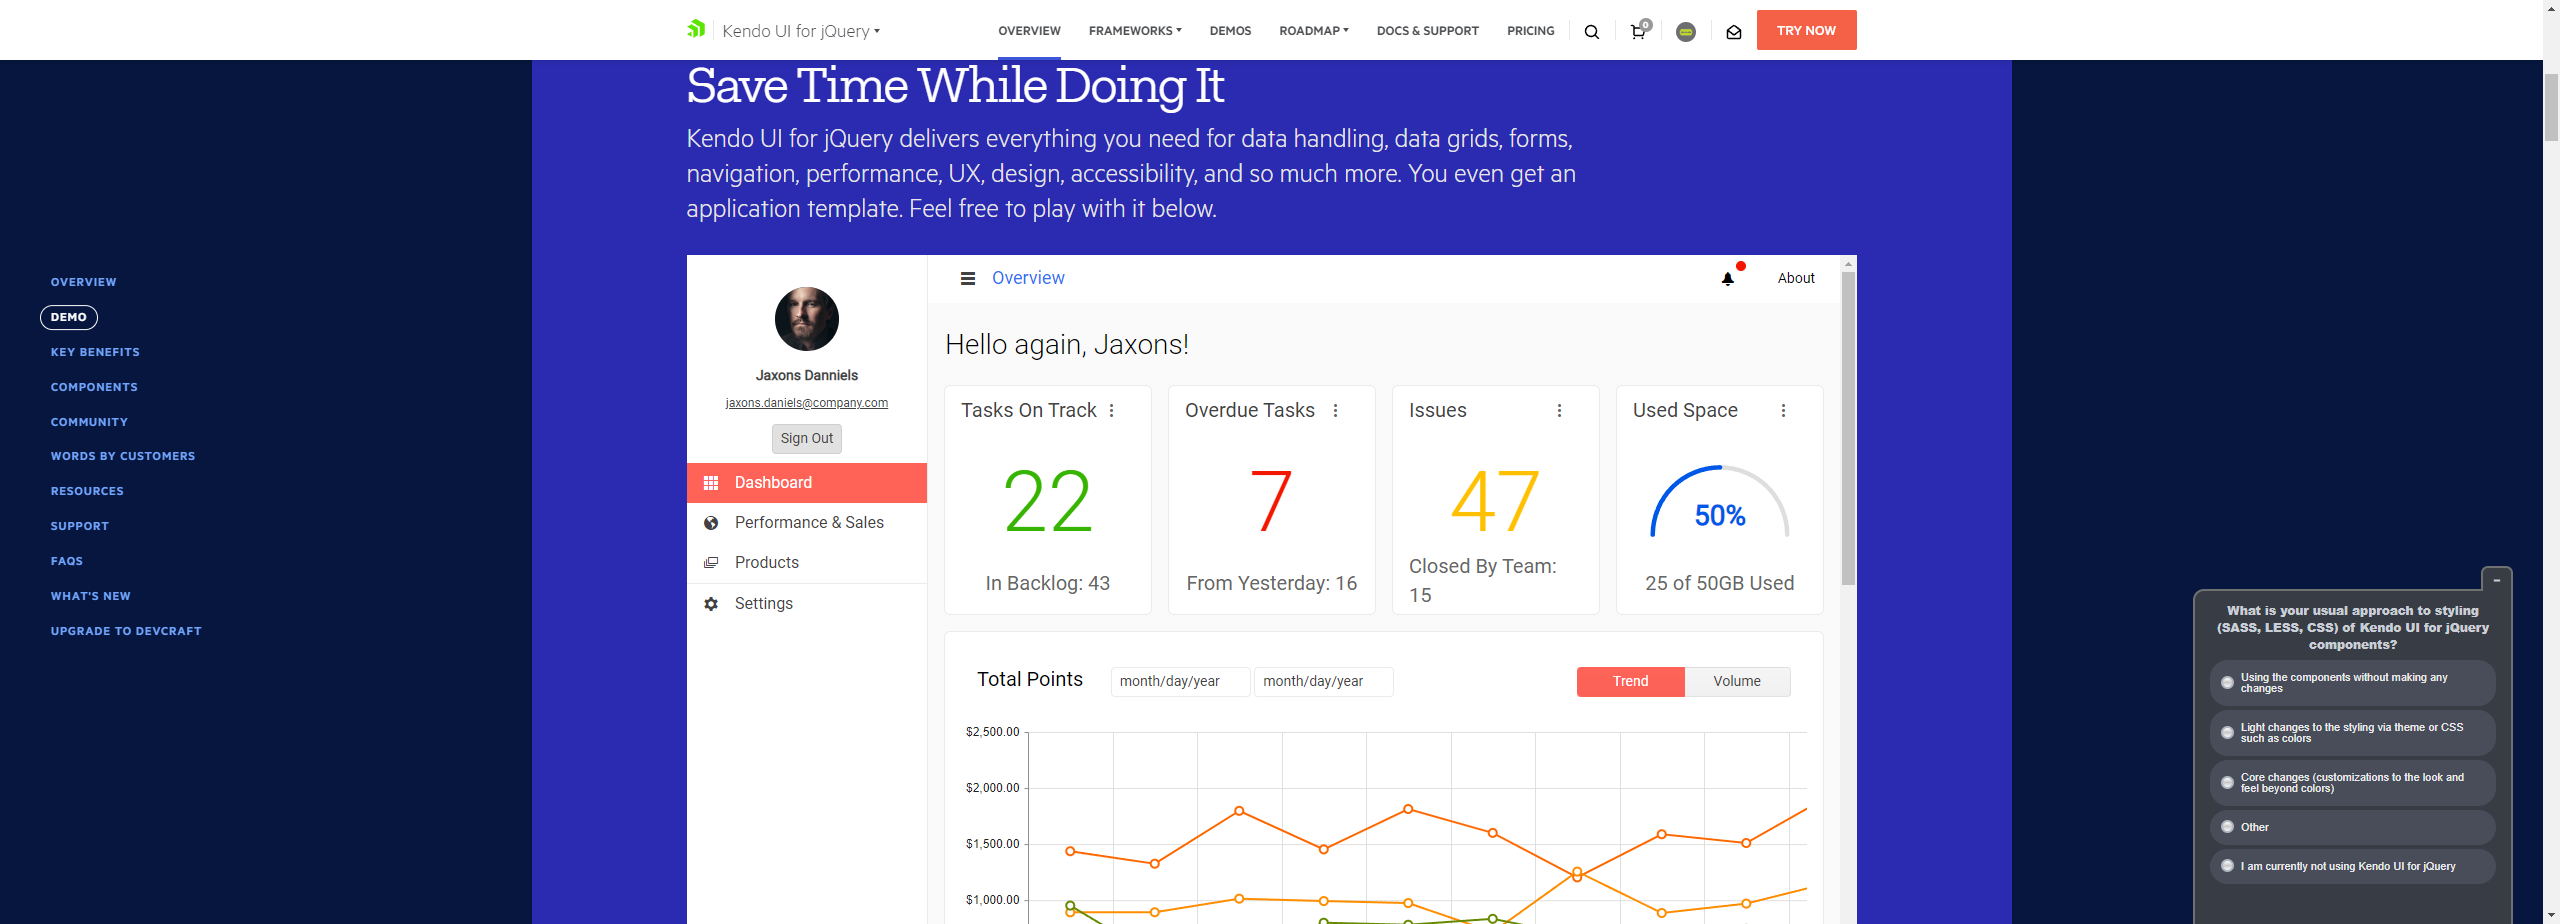 Kendo UI for jQuery
OVERVIEW
FRAMEWORKS
DEMOS
ROADMAP
DOCS & SUPPORT
PRICING
0
TRY NOW
Save Time While Doing It
Kendo UI for jQuery delivers everything you need for data handling, data grids, forms,
navigation, performance, UX, design, accessibility, and so much more. You even get an
application template. Feel free to play with it below.
OVERVIEW
DEMO
KEY BENEFITS
COMPONENTS
COMMUNITY
WORDS BY CUSTOMERS
RESOURCES
SUPPORT
FAQS
WHAT'S NEW
UPGRADE TO DEVCRAFT
Jaxons Danniels
jaxons.daniels@company.com
Sign Out
Dashboard
Performance & Sales
Products
Settings
Overview
About
Hello again, Jaxons!
Tasks On Track
22
In Backlog: 43
Overdue Tasks
7
From Yesterday: 16
Issues
47
Closed By Team:
15
Used Space
50%
25 of 50GB Used
Total Points
month/day/year
month/day/year
Trend
Volume
$2,500.00
$2,000.00
$1,500.00
$1,000.00
-
What is your usual approach to styling
(SASS, LESS, CSS) of Kendo UI for jQuery
components?
Using the components without making any
changes
Light changes to the styling via theme or CSS
such as colors
Core changes (customizations to the look and
feel beyond colors)
Other
I am currently not using Kendo UI for jQuery